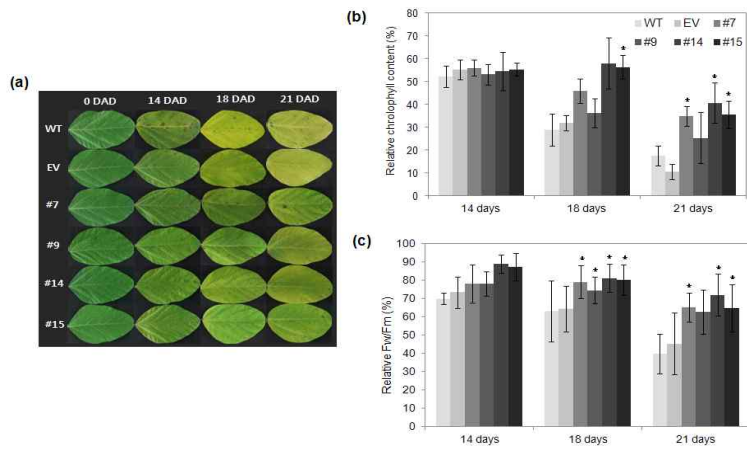 (a)
0 DAD 14 DAD 18 DAD 21 DAD
WT
EV
#7
#9
#14
#15
(b)
Relative chrolophyll content (%)
80
70
60
50
40
30
20
10
0
WT EV #7
#9 #14 #15
* * * *
14 days 18 days 21 days
(c)
Relative Fw/Fm (%)
100
90
80
70
60
50
40
30
20
10
0
* * * * * * *
14 days 18 days 21 days